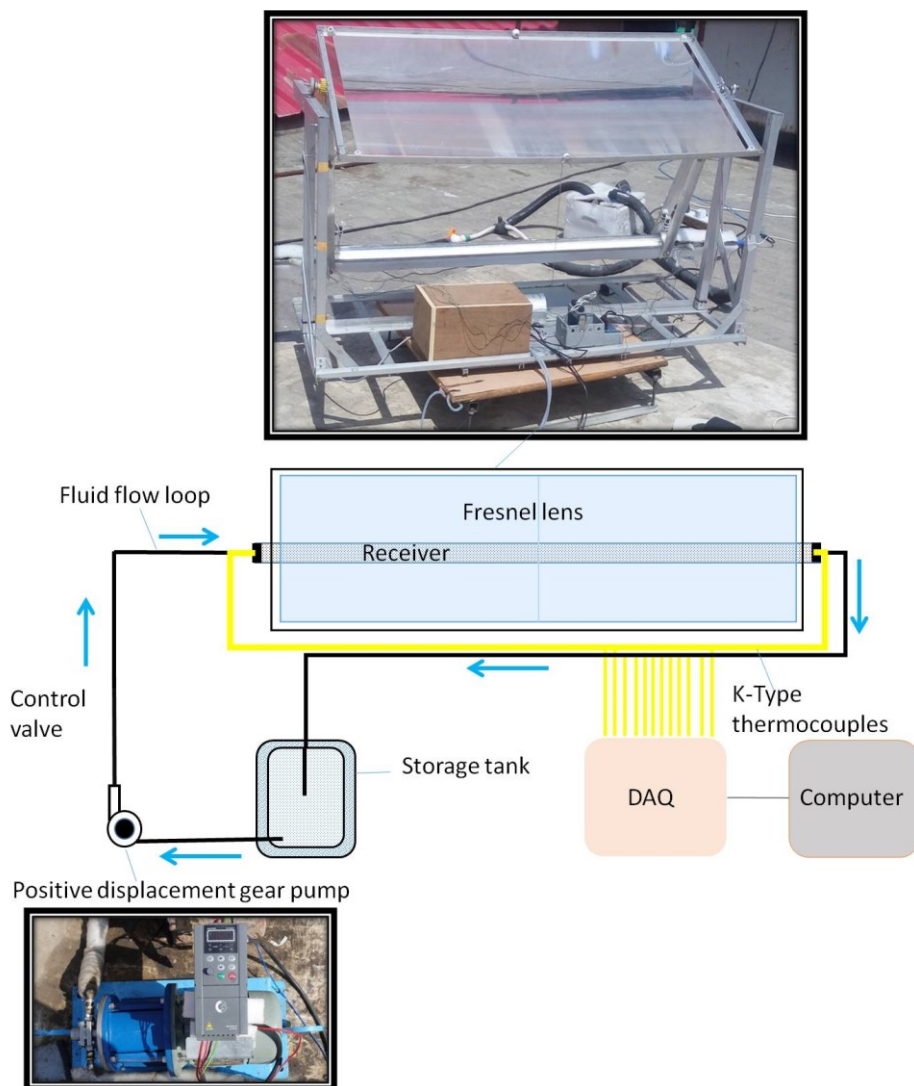 Fluid flow loop
Fresnel lens
Receiver
Control
valve
K-Type
thermocouples
Storage tank
DAQ
Computer
Positive displacement gear pump